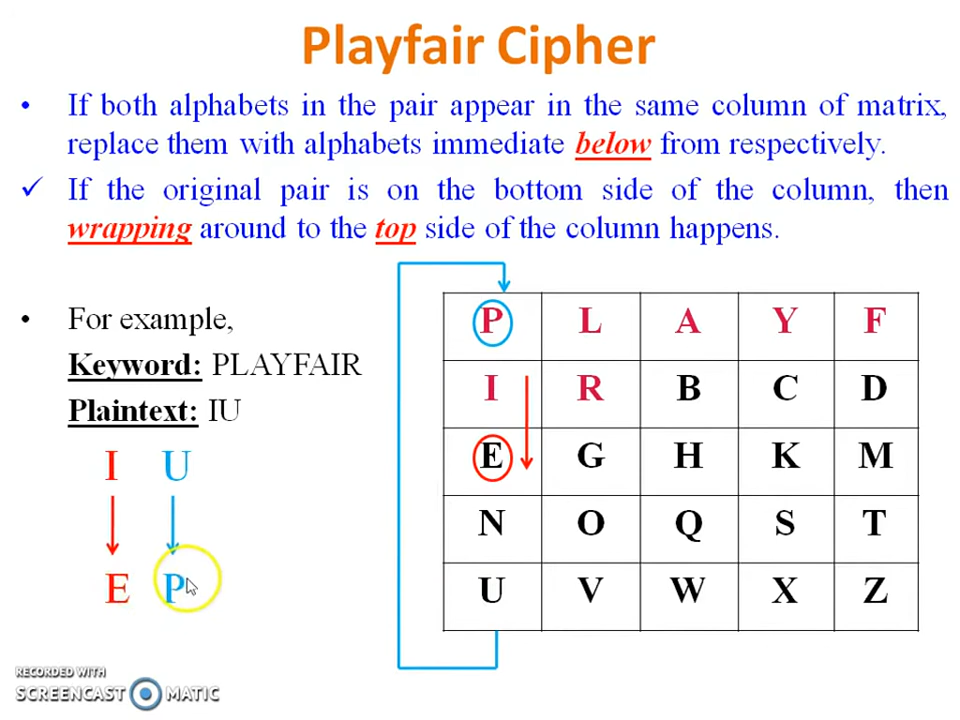 Playfair Cipher
• If both alphabets in the pair appear in the same column of matrix,
replace them with alphabets immediate below from respectively.
✓ If the original pair is on the bottom side of the column, then
wrapping around to the top side of the column happens.
• For example,
Keyword: PLAYFAIR
Plaintext: IU
I U
E P
P L A Y F
I R B C D
E G H K M
N O Q S T
U V W X Z
RECORDED WITH
SCREENCAST MATIC